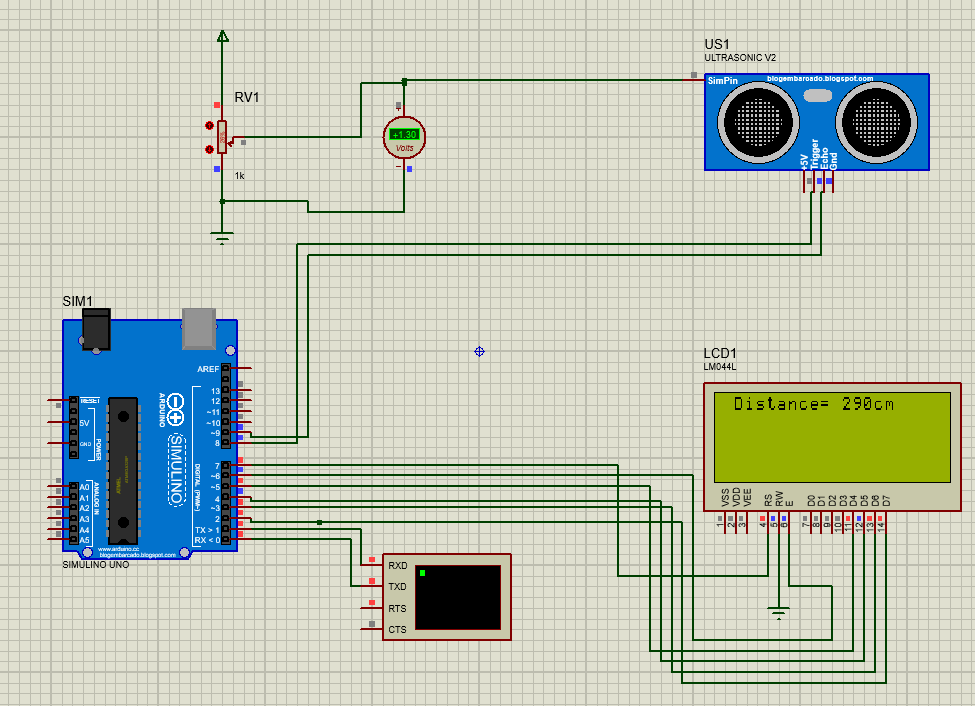 US1
ULTRASONIC V2
SimPin
blogembarcado.blogspot.com
+5V
Trigger
Echo
Gnd
RV1
1k
+1.30
Volts
SIM1
AREF
13
12
~11
~10
~9
8
RESET
5V
GND
POWER
ARDUINO
SIMULINO
DIGITAL (PWM~)
7
~6
~5
4
~3
2
TX > 1
RX < 0
A0
A1
A2
A3
A4
A5
ANALOG IN
www.arduino.cc
blogembarcado.blogspot.com
SIMULINO UNO
RXD
TXD
RTS
CTS
LCD1
LM044L
Distance= 290cm
VSS
VDD
VEE
RS
RW
E
D0
D1
D2
D3
D4
D5
D6
D7
1
2
3
4
5
6
7
8
9
10
11
12
13
14